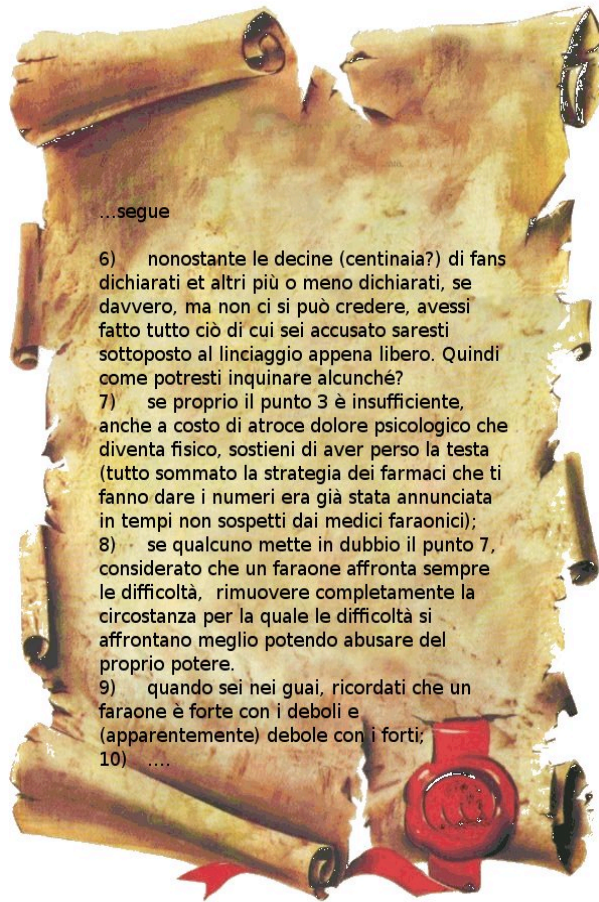 ...segue
6) nonostante le decine (centinaia?) di fans
dichiarati et altri più o meno dichiarati, se
davvero, ma non ci si può credere, avessi
fatto tutto ciò di cui sei accusato saresti
sottoposto al linciaggio appena libero. Quindi
come potresti inquinare alcunché?
7) se proprio il punto 3 è insufficiente,
anche a costo di atroce dolore psicologico che
diventa fisico, sostieni di aver perso la testa
(tutto sommato la strategia dei farmaci che ti
fanno dare i numeri era già stata annunciata
in tempi non sospetti dai medici faraonici);
8) se qualcuno mette in dubbio il punto 7,
considerato che un faraone affronta sempre
le difficoltà, rimuovere completamente la
circostanza per la quale le difficoltà si
affrontano meglio potendo abusare del
proprio potere.
9) quando sei nei guai, ricordati che un
faraone è forte con i deboli e
(apparentemente) debole con i forti;
10) ....